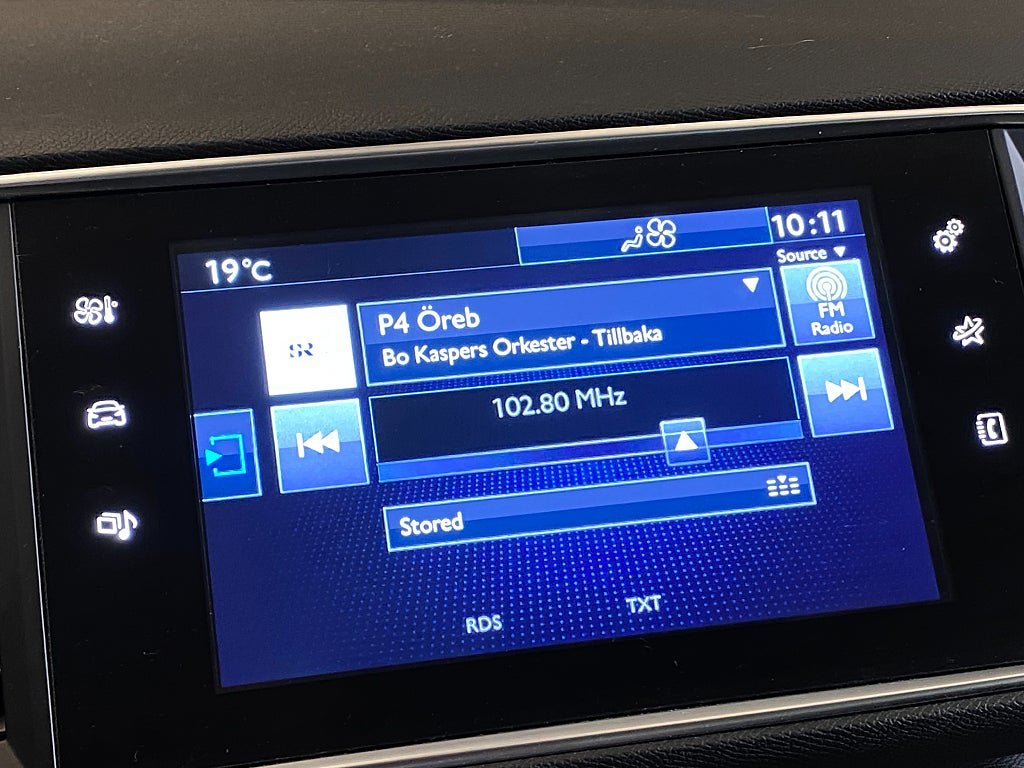 19°C
10:11
Source
P4 Öreb
Bo Kaspers Orkester - Tillbaka
SR
FM
Radio
102.80 MHz
Stored
RDS
TXT